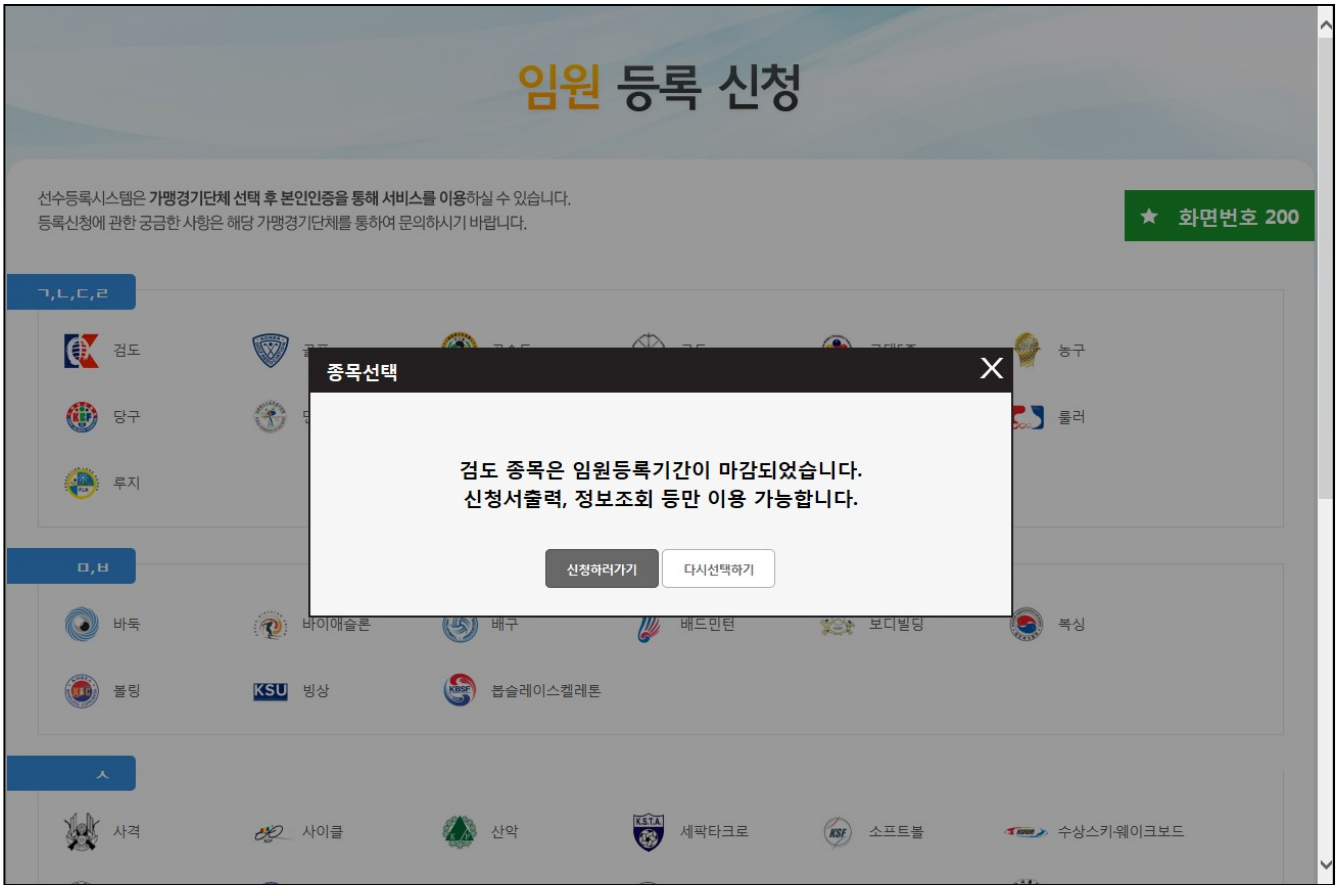 임원 등록 신청
선수등록시스템은 가맹경기단체 선택 후 본인인증을 통해 서비스를 이용하실 수 있습니다.
등록신청에 관한 궁금한 사항은 해당 가맹경기단체를 통하여 문의하시기 바랍니다.
★ 화면번호 200
ㄱ,ㄴ,ㄷ,ㄹ
검도
농구
당구
룰러
루지
종목선택
X
검도 종목은 임원등록기간이 마감되었습니다.
신청서출력, 정보조회 등만 이용 가능합니다.
신청하러가기 다시선택하기
ㅁ,ㅂ
바둑 바이애슬론 배구 배드민턴 보디빌딩 복싱
볼링 KSU 빙상 KBSF 봅슬레이스켈레톤
ㅅ
사격 사이클 산악 K.S.T.A 세팍타크로 KSF 소프트볼 수상스키·웨이크보드